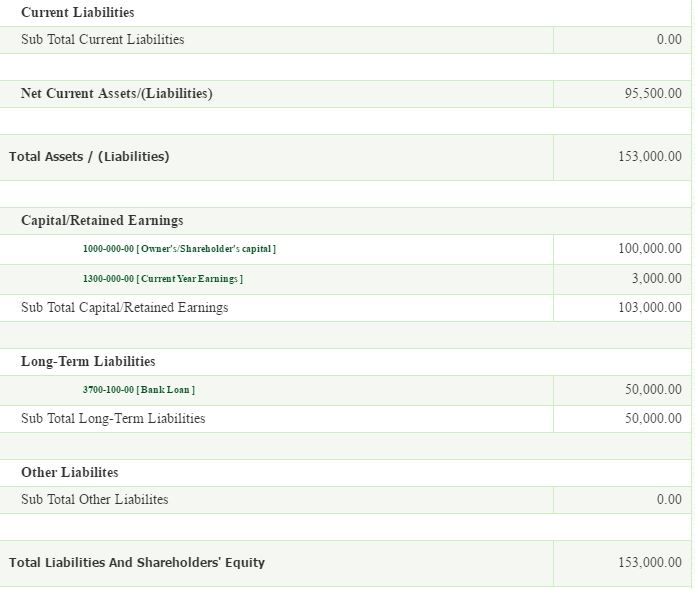 Current Liabilities
Sub Total Current Liabilities 0.00
Net Current Assets/(Liabilities) 95,500.00
Total Assets / (Liabilities) 153,000.00
Capital/Retained Earnings
1000-000-00 [ Owner's/Shareholder's capital ] 100,000.00
1300-000-00 [ Current Year Earnings ] 3,000.00
Sub Total Capital/Retained Earnings 103,000.00
Long-Term Liabilities
3700-100-00 [ Bank Loan ] 50,000.00
Sub Total Long-Term Liabilities 50,000.00
Other Liabilites
Sub Total Other Liabilites 0.00
Total Liabilities And Shareholders' Equity 153,000.00